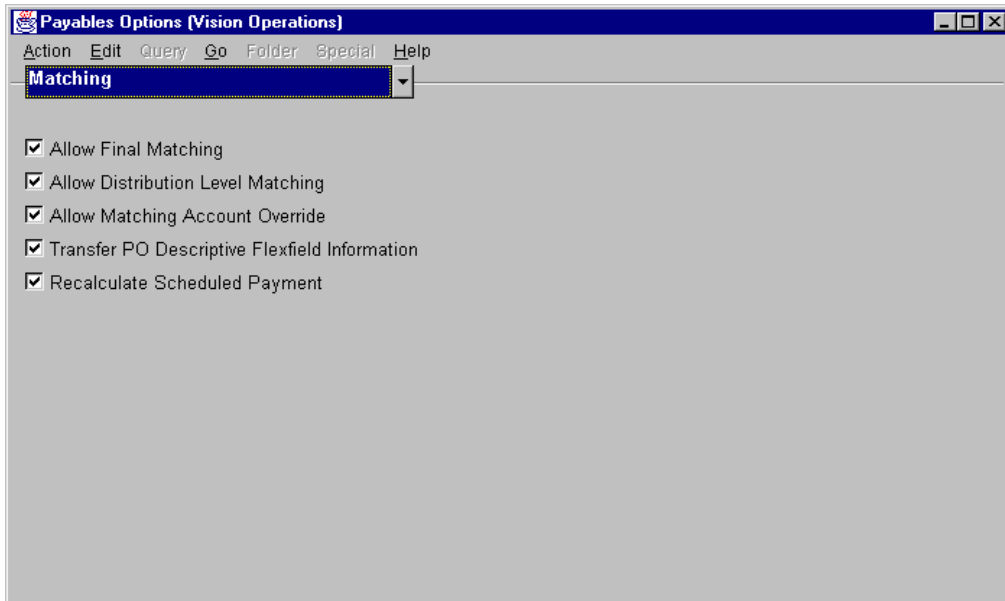 Payables Options (Vision Operations)
Action Edit Query Go Folder Special Help
Matching
Allow Final Matching
Allow Distribution Level Matching
Allow Matching Account Override
Transfer PO Descriptive Flexfield Information
Recalculate Scheduled Payment